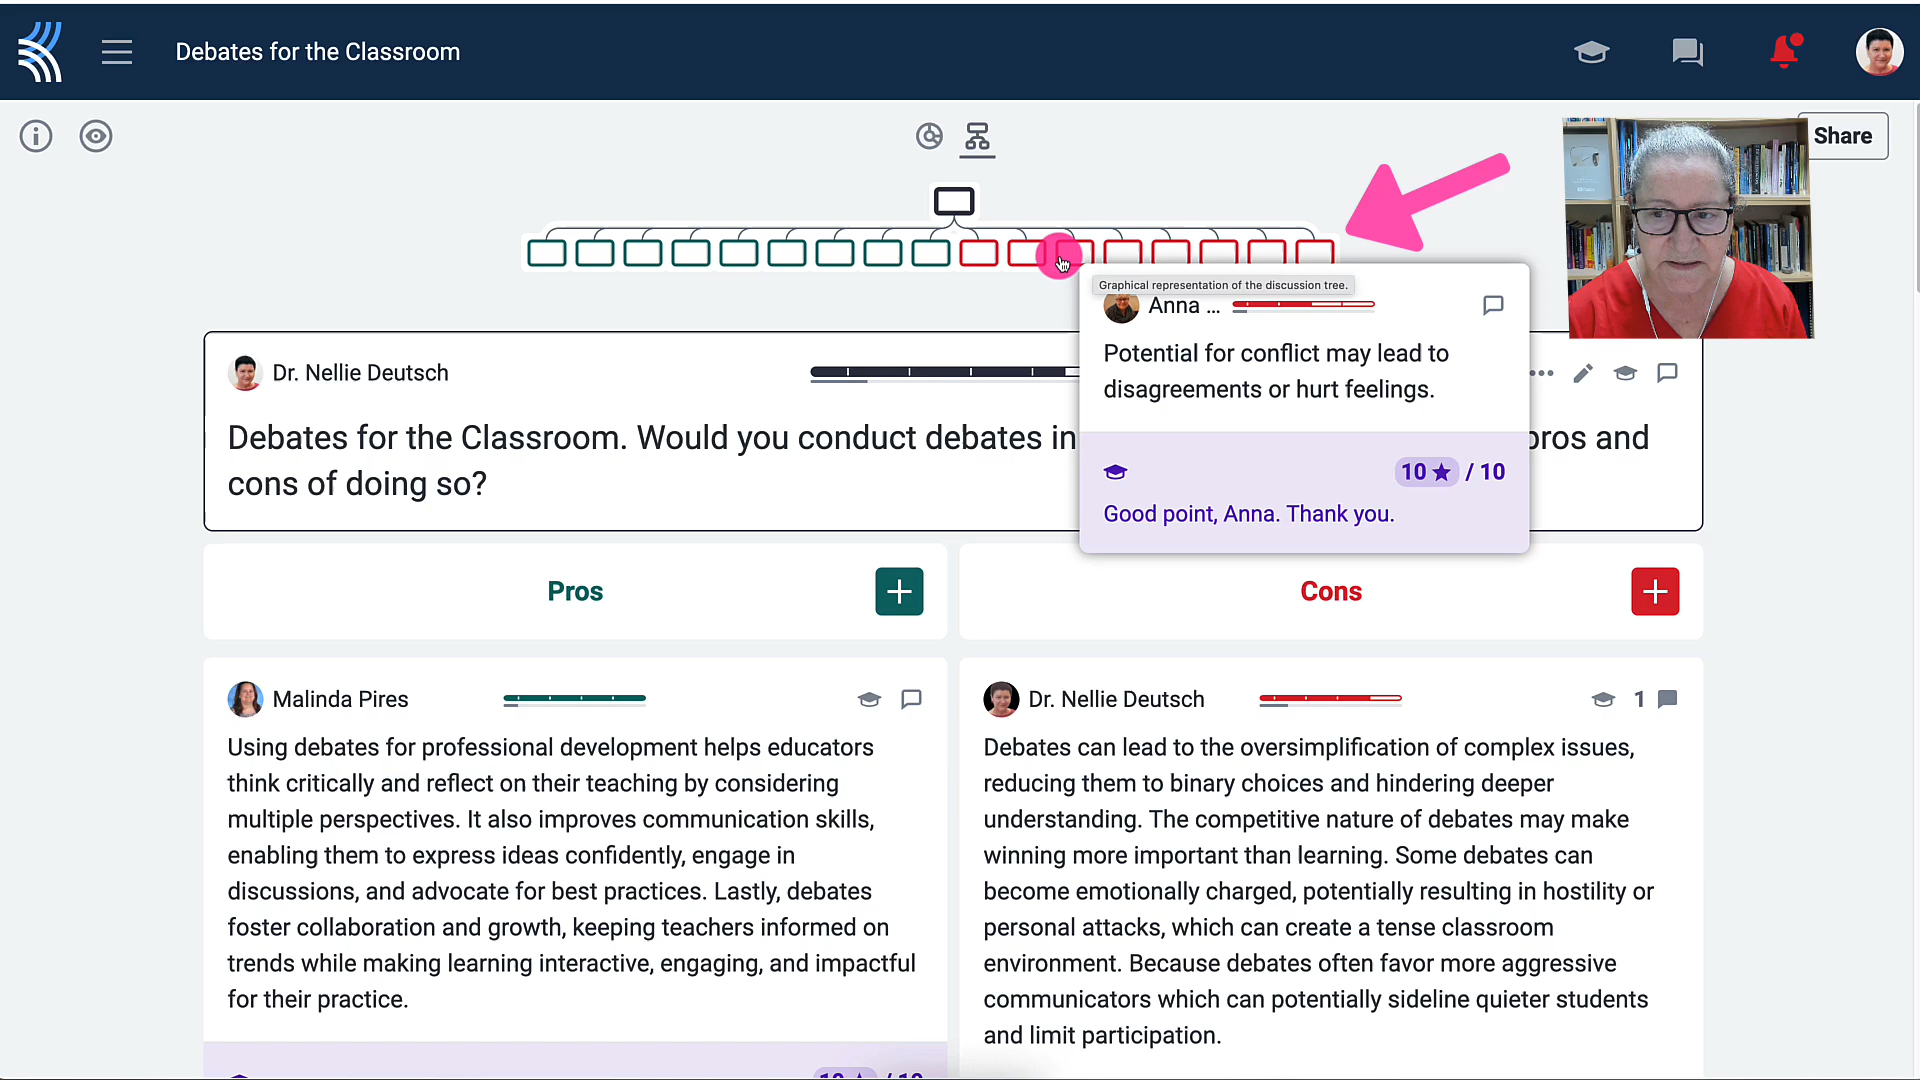 Debates for the Classroom
Share
Graphical representation of the discussion tree.
Anna ...
Potential for conflict may lead to
disagreements or hurt feelings.
10 / 10
Good point, Anna. Thank you.
Dr. Nellie Deutsch
Debates for the Classroom. Would you conduct debates in pros and
cons of doing so?
Pros
Cons
Malinda Pires
Using debates for professional development helps educators
think critically and reflect on their teaching by considering
multiple perspectives. It also improves communication skills,
enabling them to express ideas confidently, engage in
discussions, and advocate for best practices. Lastly, debates
foster collaboration and growth, keeping teachers informed on
trends while making learning interactive, engaging, and impactful
for their practice.
Dr. Nellie Deutsch
1
Debates can lead to the oversimplification of complex issues,
reducing them to binary choices and hindering deeper
understanding. The competitive nature of debates may make
winning more important than learning. Some debates can
become emotionally charged, potentially resulting in hostility or
personal attacks, which can create a tense classroom
environment. Because debates often favor more aggressive
communicators which can potentially sideline quieter students
and limit participation.